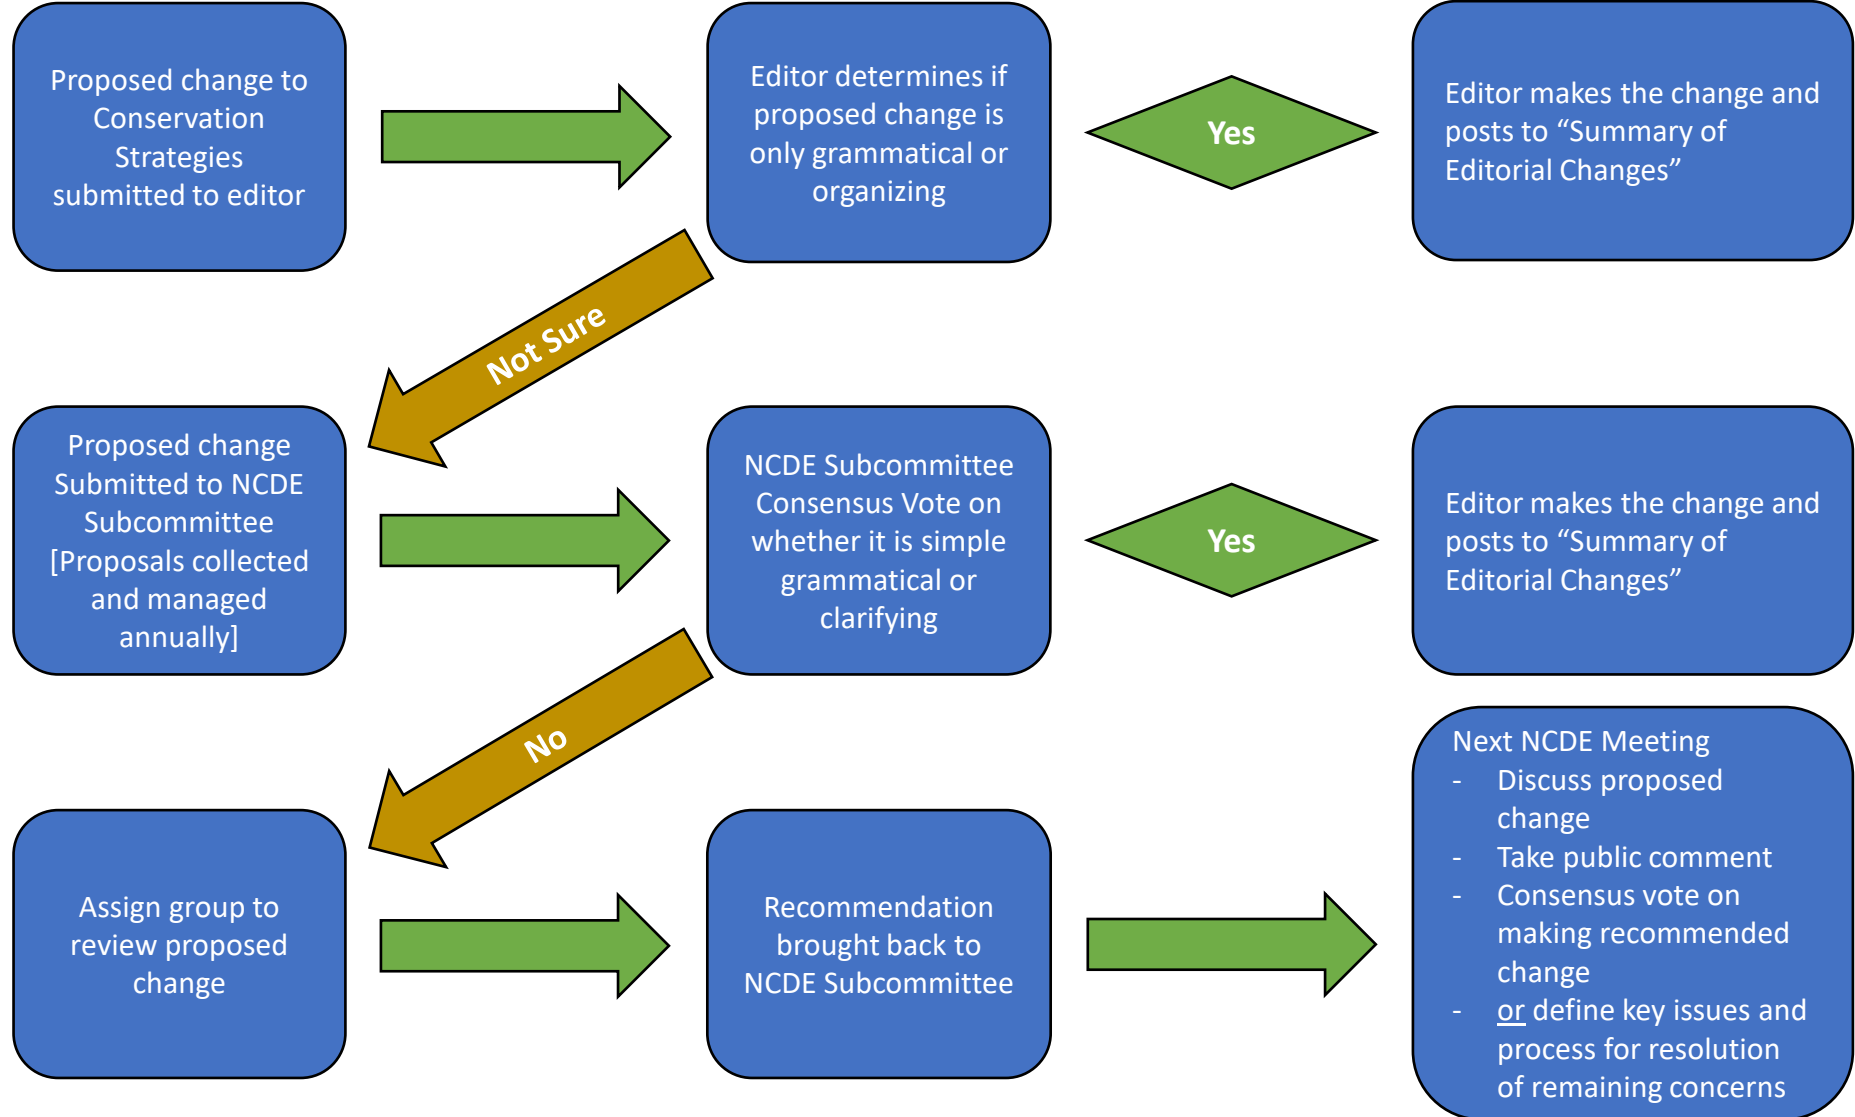 Proposed change to
Conservation
Strategies
submitted to editor
Editor determines if
proposed change is
only grammatical or
organizing
Yes
Editor makes the change and
posts to “Summary of
Editorial Changes”
Not Sure
Proposed change
Submitted to NCDE
Subcommittee
[Proposals collected
and managed
annually]
NCDE Subcommittee
Consensus Vote on
whether it is simple
grammatical or
clarifying
Yes
Editor makes the change and
posts to “Summary of
Editorial Changes”
No
Assign group to
review proposed
change
Recommendation
brought back to
NCDE Subcommittee
Next NCDE Meeting
- Discuss proposed
change
- Take public comment
- Consensus vote on
making recommended
change
- or define key issues and
process for resolution
of remaining concerns